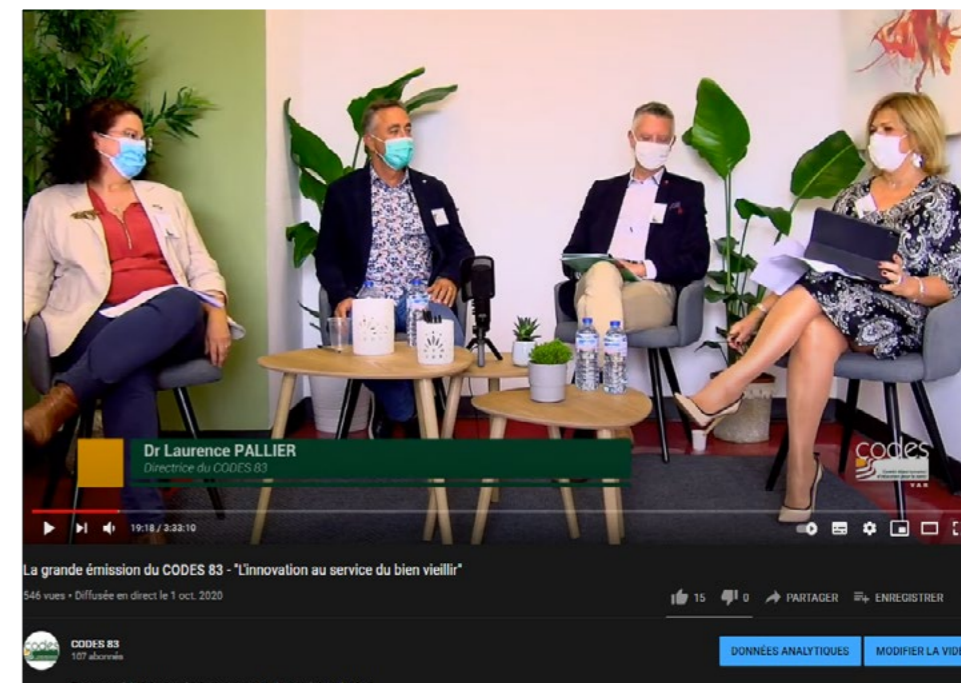 Dr Laurence PALLIER
Directrice du CODES 83
codes
VAR
19:18 / 3:33:10
La grande émission du CODES 83 - "L'innovation au service du bien vieillir"
546 vues • Diffusée en direct le 1 oct. 2020
15
0
PARTAGER
ENREGISTRER
codes
CODES 83
107 abonnés
DONNÉES ANALYTIQUES
MODIFIER LA VIDÉ